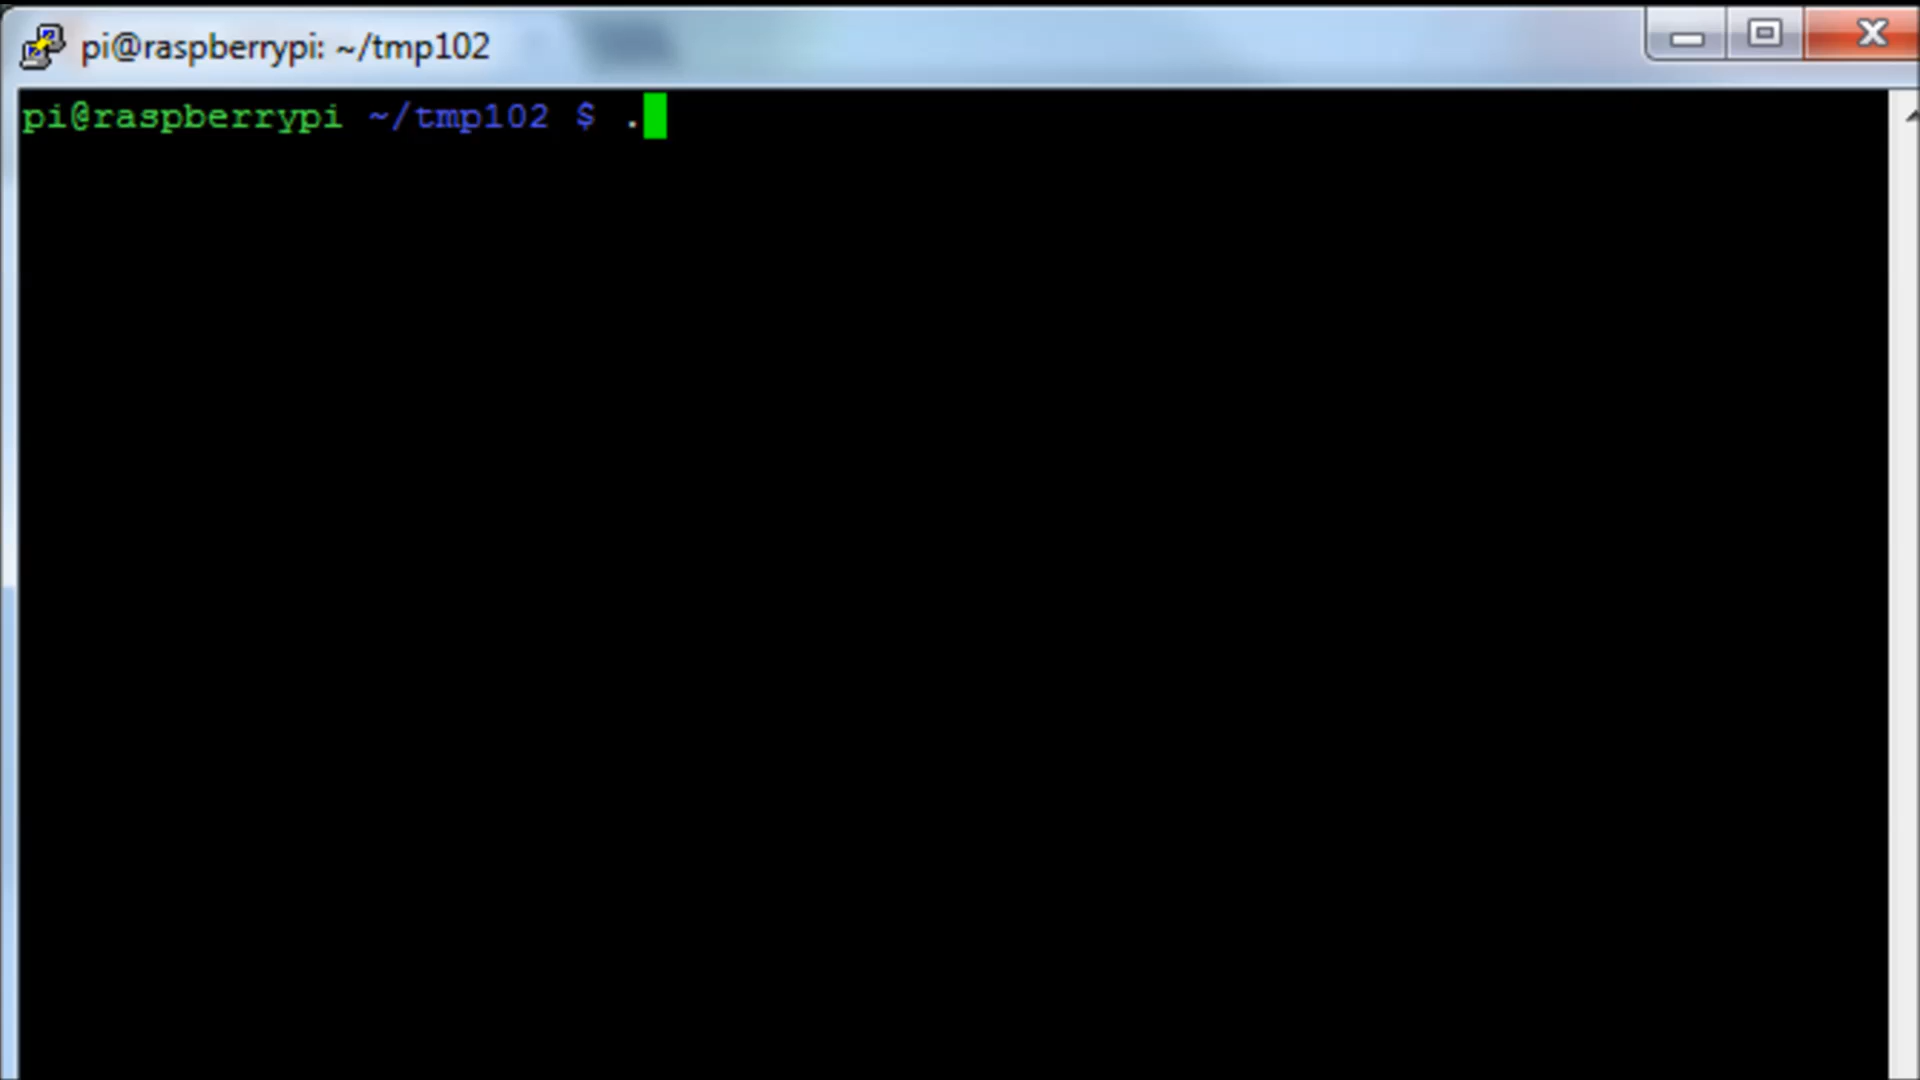 pi@raspberrypi: ~/tmp102
pi@raspberrypi ~/tmp102 $ .